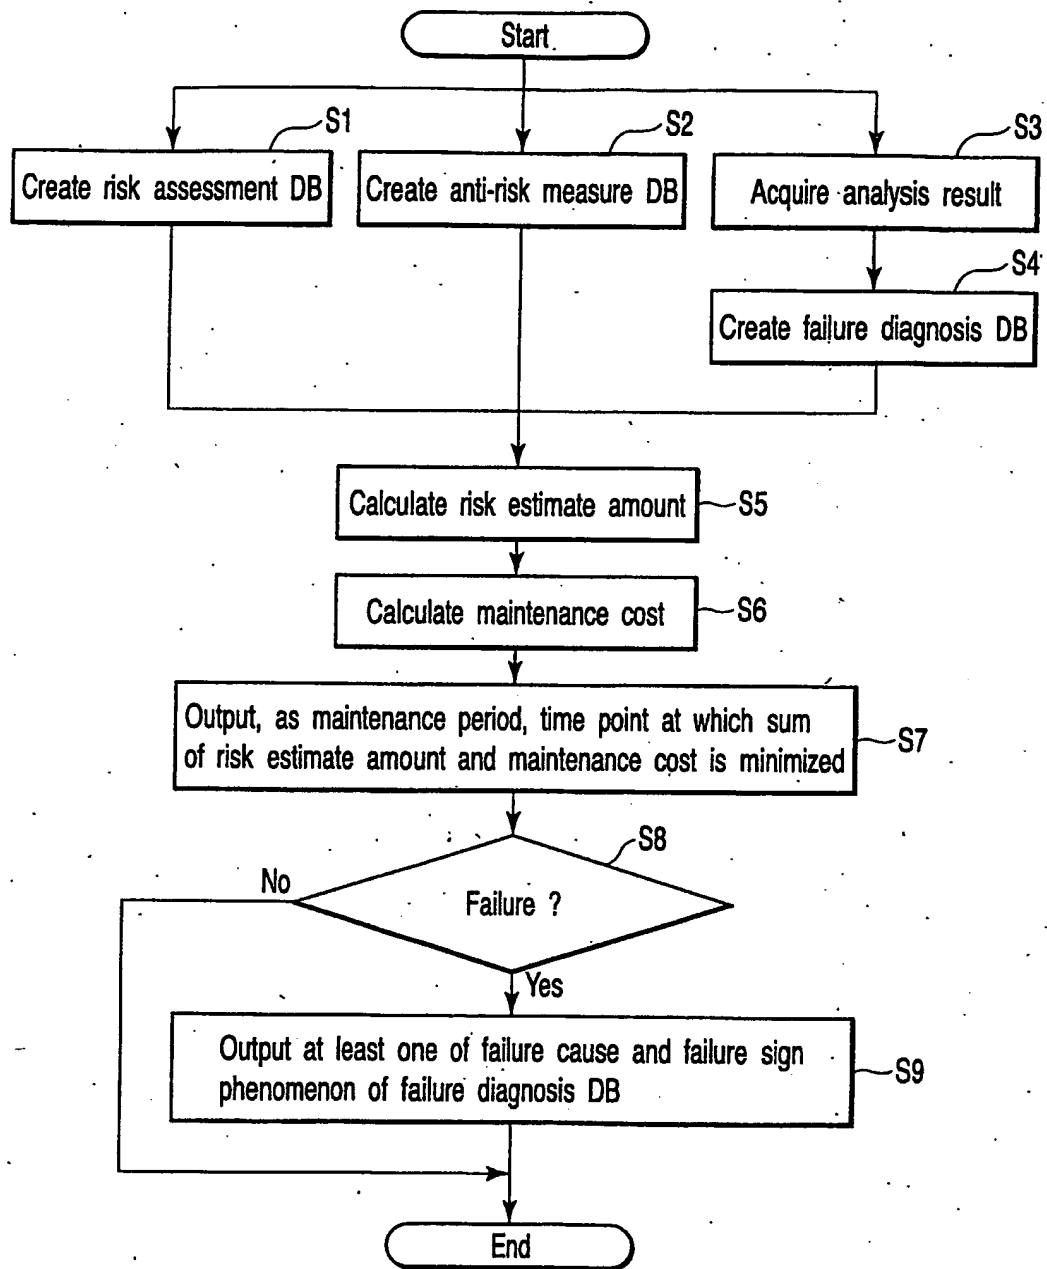 Start
S1
S2
S3
Create risk assessment DB
Create anti-risk measure DB
Acquire analysis result
S4
Create failure diagnosis DB
Calculate risk estimate amount
S5
Calculate maintenance cost
S6
Output, as maintenance period, time point at which sum
of risk estimate amount and maintenance cost is minimized
S7
S8
No
Failure ?
Yes
Output at least one of failure cause and failure sign
phenomenon of failure diagnosis DB
S9
End